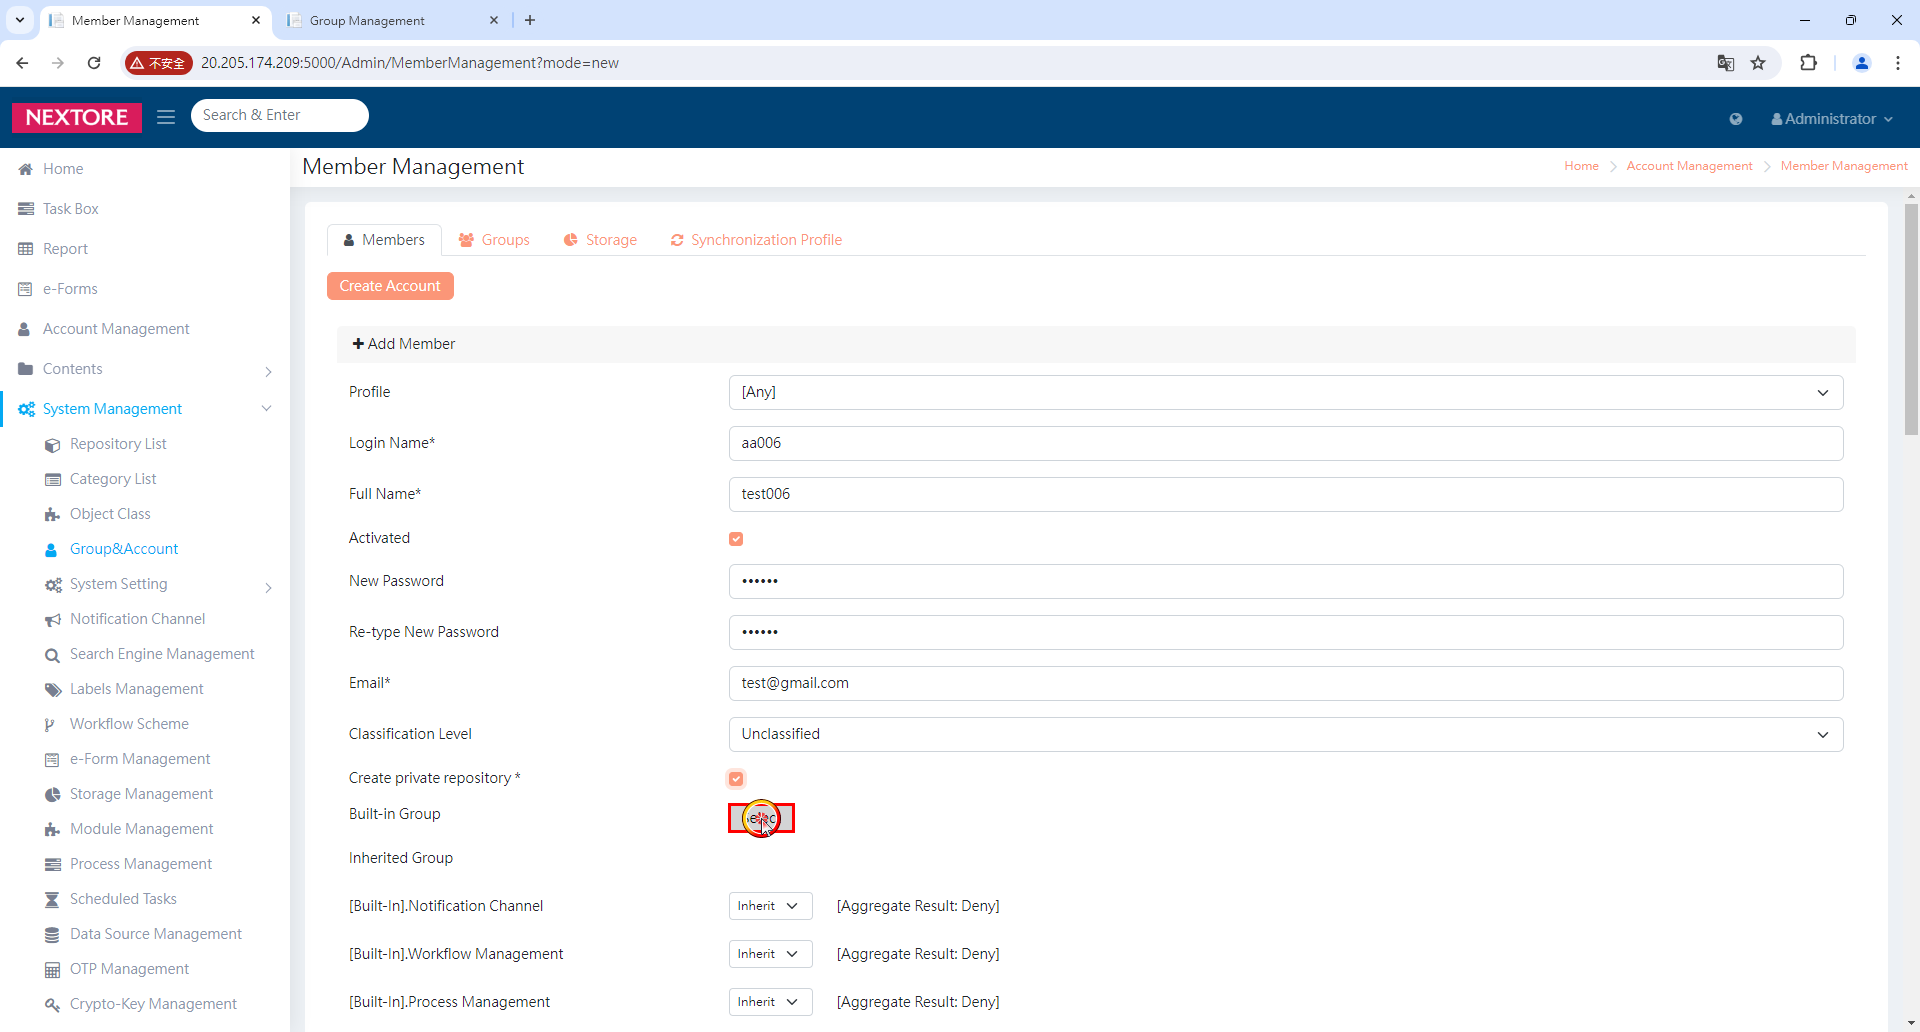 Member Management
Group Management
不安全
20.205.174.209:5000/Admin/MemberManagement?mode=new
NEXTORE
Search & Enter
Administrator
Home
Task Box
Report
e-Forms
Account Management
Contents
System Management
Repository List
Category List
Object Class
Group&Account
System Setting
Notification Channel
Search Engine Management
Labels Management
Workflow Scheme
e-Form Management
Storage Management
Module Management
Process Management
Scheduled Tasks
Data Source Management
OTP Management
Crypto-Key Management
Member Management
Home
Account Management
Member Management
Members
Groups
Storage
Synchronization Profile
Create Account
Add Member
Profile
[Any]
Login Name*
aa006
Full Name*
test006
Activated
New Password
••••••
Re-type New Password
••••••
Email*
test@gmail.com
Classification Level
Unclassified
Create private repository *
Built-in Group
Inherited Group
[Built-In].Notification Channel
Inherit
[Aggregate Result: Deny]
[Built-In].Workflow Management
Inherit
[Aggregate Result: Deny]
[Built-In].Process Management
Inherit
[Aggregate Result: Deny]